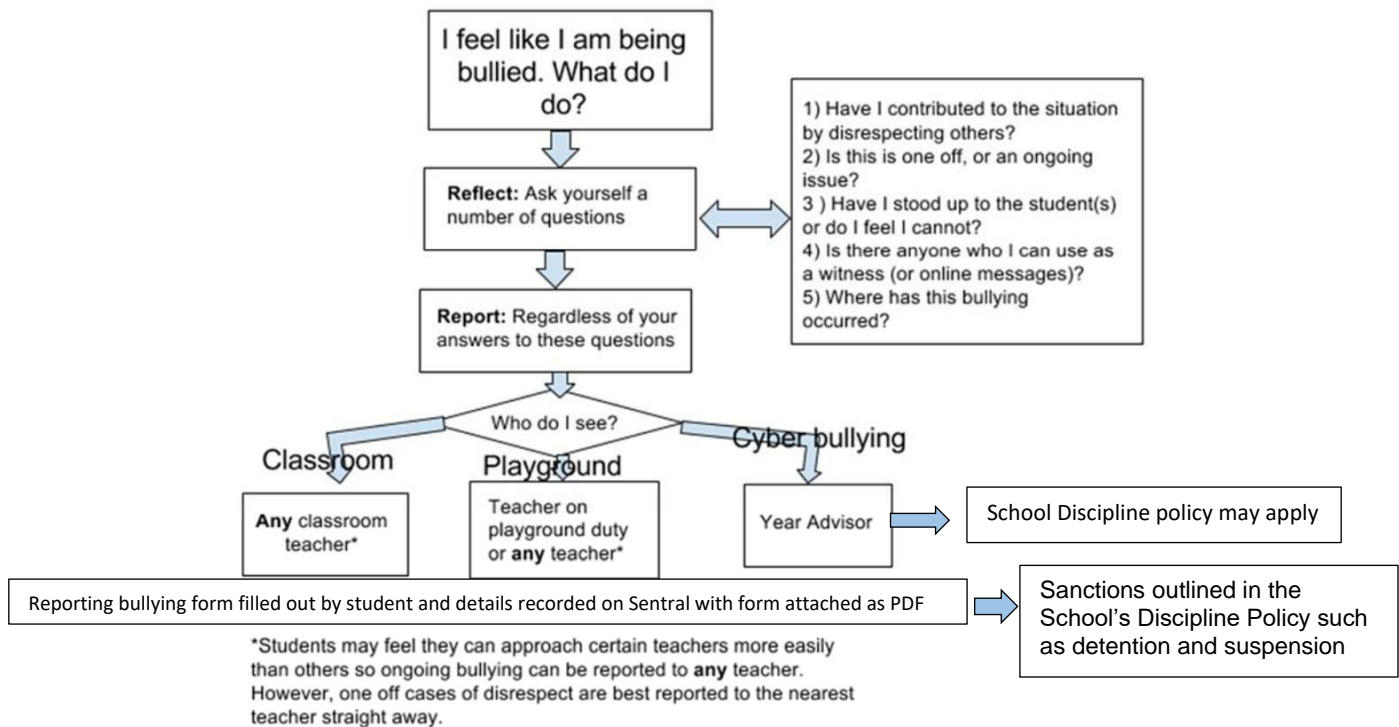 I feel like I am being
bullied. What do I
do?
1) Have I contributed to the situation
by disrespecting others?
2) Is this is one off, or an ongoing
issue?
3 ) Have I stood up to the student(s)
or do I feel I cannot?
4) Is there anyone who I can use as
a witness (or online messages)?
5) Where has this bullying
occurred?
Reflect: Ask yourself a
number of questions
Report: Regardless of your
answers to these questions
Who do I see?
Classroom
Playground
Cyber bullying
Any classroom
teacher*
Teacher on
playground duty
or any teacher*
Year Advisor
School Discipline policy may apply
Reporting bullying form filled out by student and details recorded on Sentral with form attached as PDF
Sanctions outlined in the
School’s Discipline Policy such
as detention and suspension
*Students may feel they can approach certain teachers more easily
than others so ongoing bullying can be reported to any teacher.
However, one off cases of disrespect are best reported to the nearest
teacher straight away.